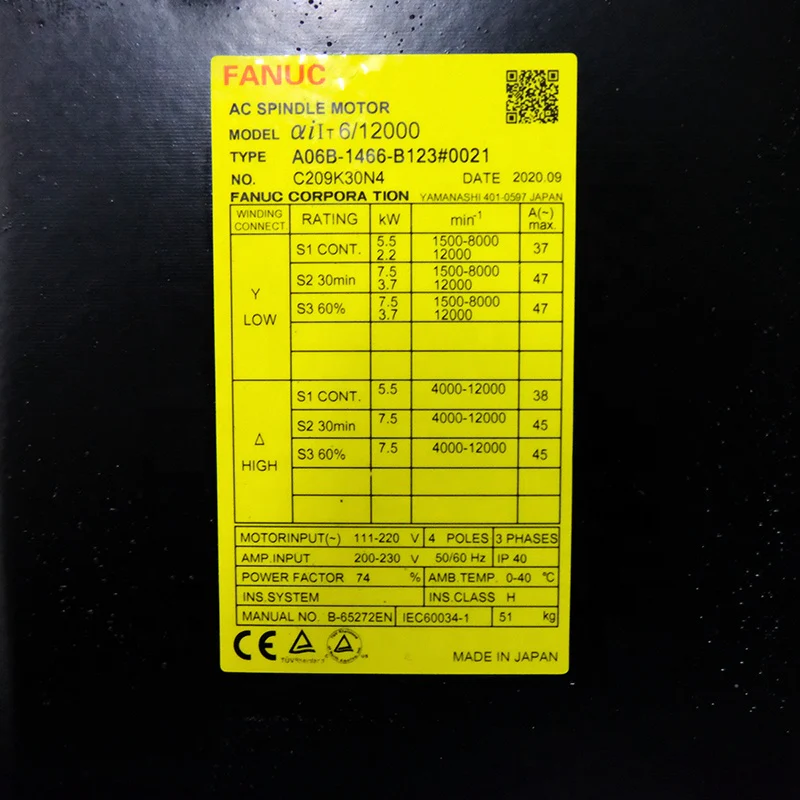 FANUC
AC SPINDLE MOTOR
MODEL αiIT 6/12000
TYPE A06B-1466-B123#0021
NO. C209K30N4 DATE 2020.09
FANUC CORPORATION YAMANASHI 401-0597 JAPAN
WINDING CONNECT. RATING kW min-1 A(~) max.
Y LOW
S1 CONT. 5.5 1500-8000 37
2.2 12000
S2 30min 7.5 1500-8000 47
3.7 12000
S3 60% 7.5 1500-8000 47
3.7 12000
Δ HIGH
S1 CONT. 5.5 4000-12000 38
S2 30min 7.5 4000-12000 45
S3 60% 7.5 4000-12000 45
MOTORINPUT(~) 111-220 V 4 POLES 3 PHASES
AMP.INPUT 200-230 V 50/60 Hz IP 40
POWER FACTOR 74 % AMB.TEMP. 0-40 °C
INS.SYSTEM INS.CLASS H
MANUAL NO. B-65272EN IEC60034-1 51 kg
CE
MADE IN JAPAN